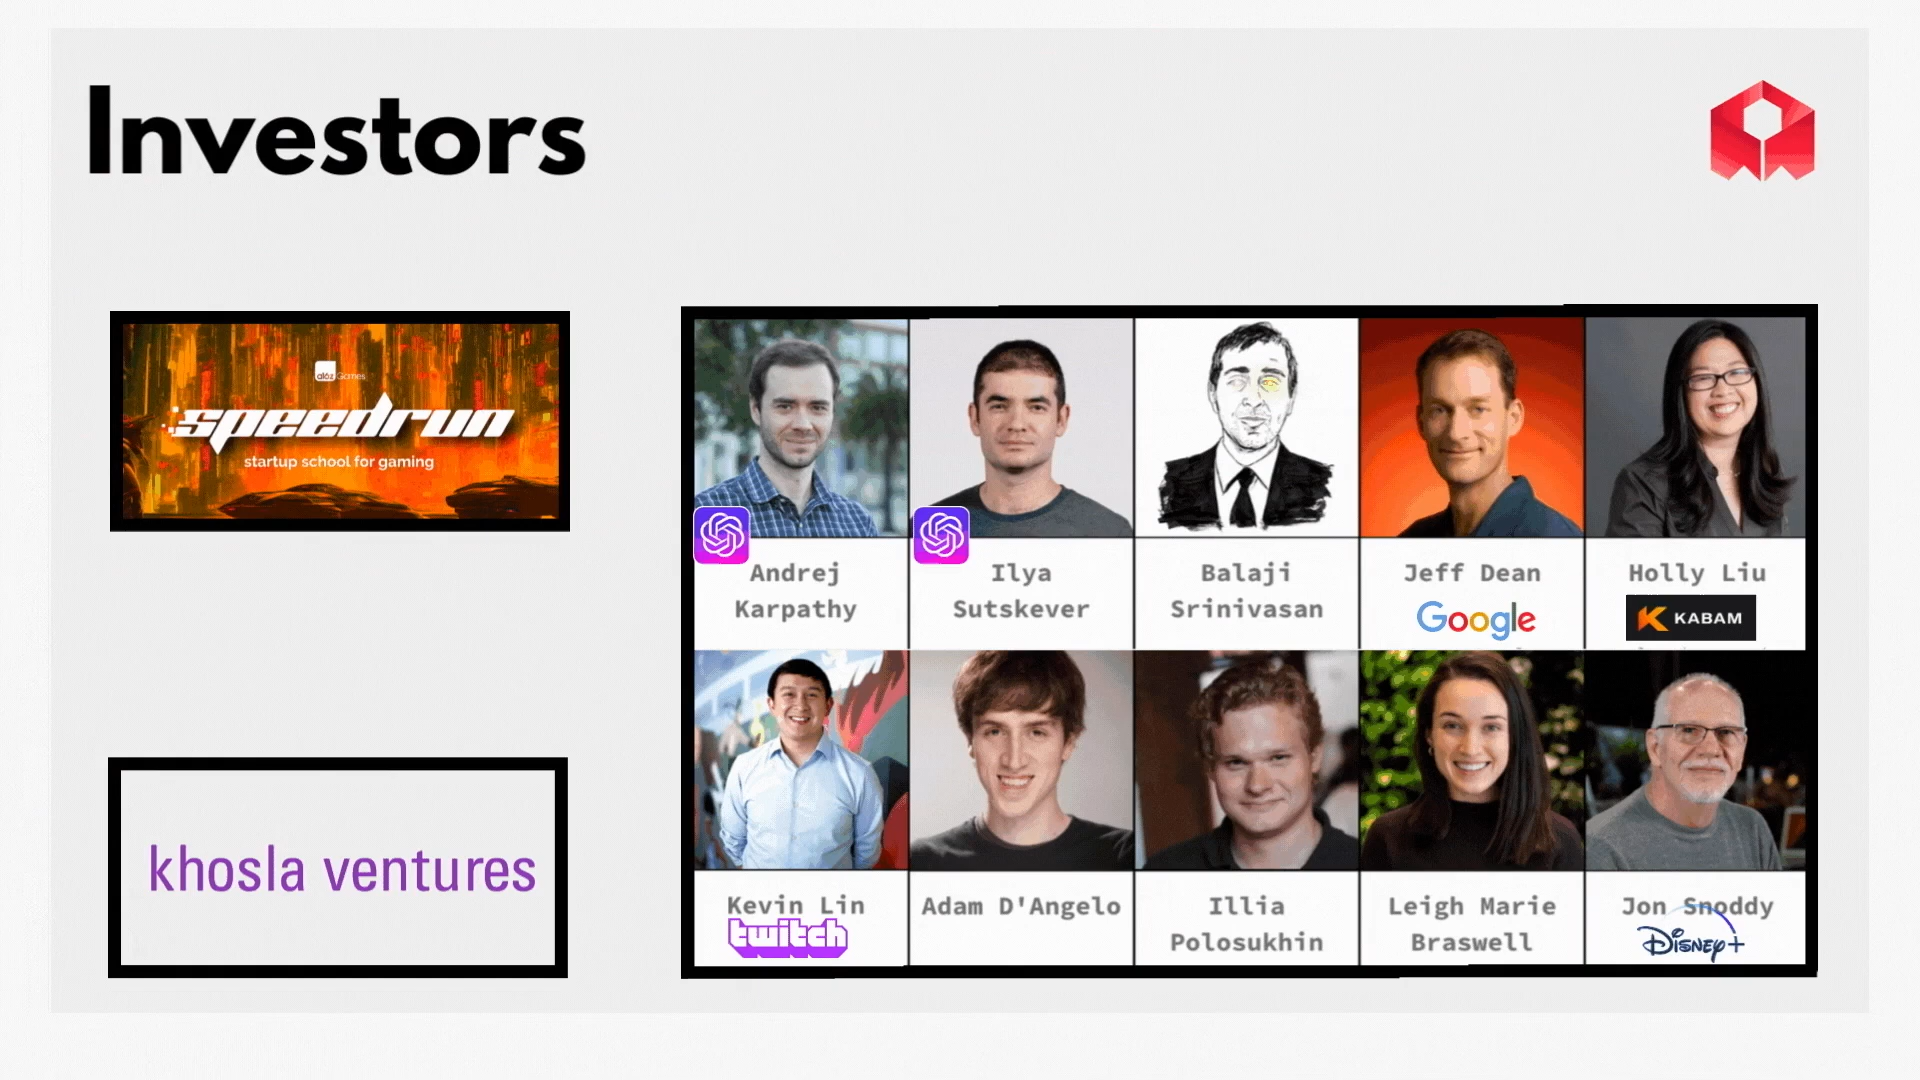 Investors
a16z Games
speedrun
startup school for gaming
khosla ventures
Andrej
Karpathy
Ilya
Sutskever
Balaji
Srinivasan
Jeff Dean
Google
Holly Liu
KABAM
Kevin Lin
twitch
Adam D'Angelo
Illia
Polosukhin
Leigh Marie
Braswell
Jon Snoddy
Disney+